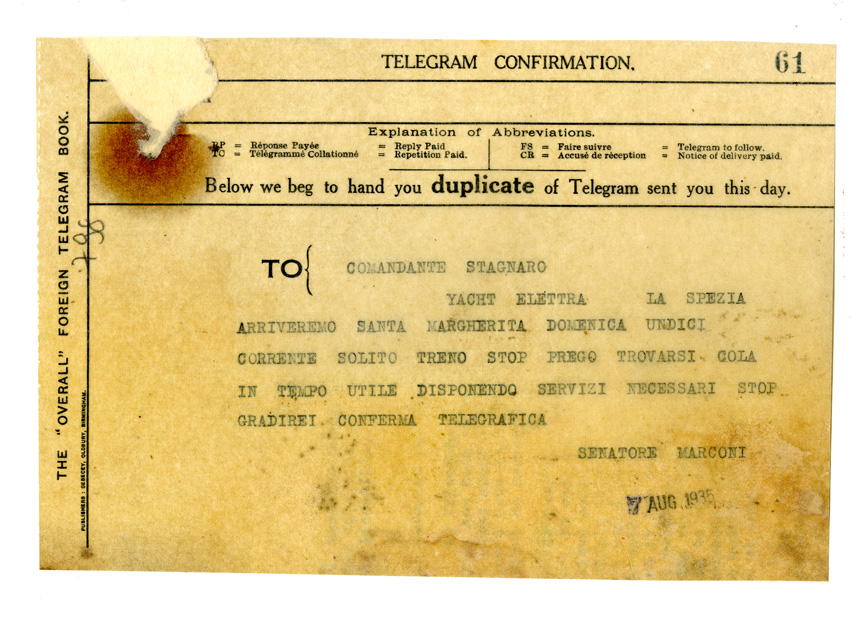 TELEGRAM CONFIRMATION.
61
Explanation of Abbreviations.
RP = Réponse Payée = Reply Paid
TC = Télégrammé Collationné = Repetition Paid.
FS = Faire suivre = Telegram to follow.
CR = Accusé de réception = Notice of delivery paid.
Below we beg to hand you duplicate of Telegram sent you this day.
THE "OVERALL" FOREIGN TELEGRAM BOOK.
798
TO
COMANDANTE STAGNARO
YACHT ELETTRA LA SPEZIA
ARRIVEREMO SANTA MARGHERITA DOMENICA UNDICI
CORRENTE SOLITO TRENO STOP PREGO TROVARSI COLA
IN TEMPO UTILE DISPONENDO SERVIZI NECESSARI STOP
GRADIREI CONFERMA TELEGRAFICA
SENATORE MARCONI
7 AUG 1935